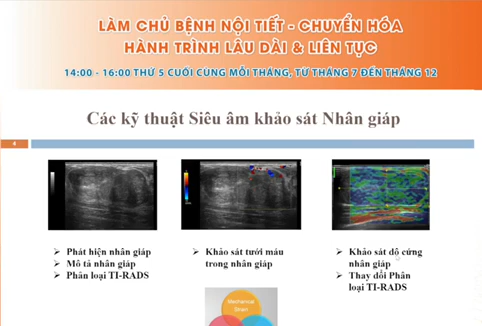 LÀM CHỦ BỆNH NỘI TIẾT - CHUYỂN HÓA
HÀNH TRÌNH LÂU DÀI & LIÊN TỤC
14:00 - 16:00 THỨ 5 CUỐI CÙNG MỖI THÁNG, TỪ THÁNG 7 ĐẾN THÁNG 12
Các kỹ thuật Siêu âm khảo sát Nhân giáp
4
➢ Phát hiện nhân giáp
➢ Mô tả nhân giáp
➢ Phân loại TI-RADS
➢ Khảo sát tưới máu
trong nhân giáp
➢ Khảo sát độ cứng
nhân giáp
➢ Thay đổi Phân
loại TI-RADS
Mechanical
Strain